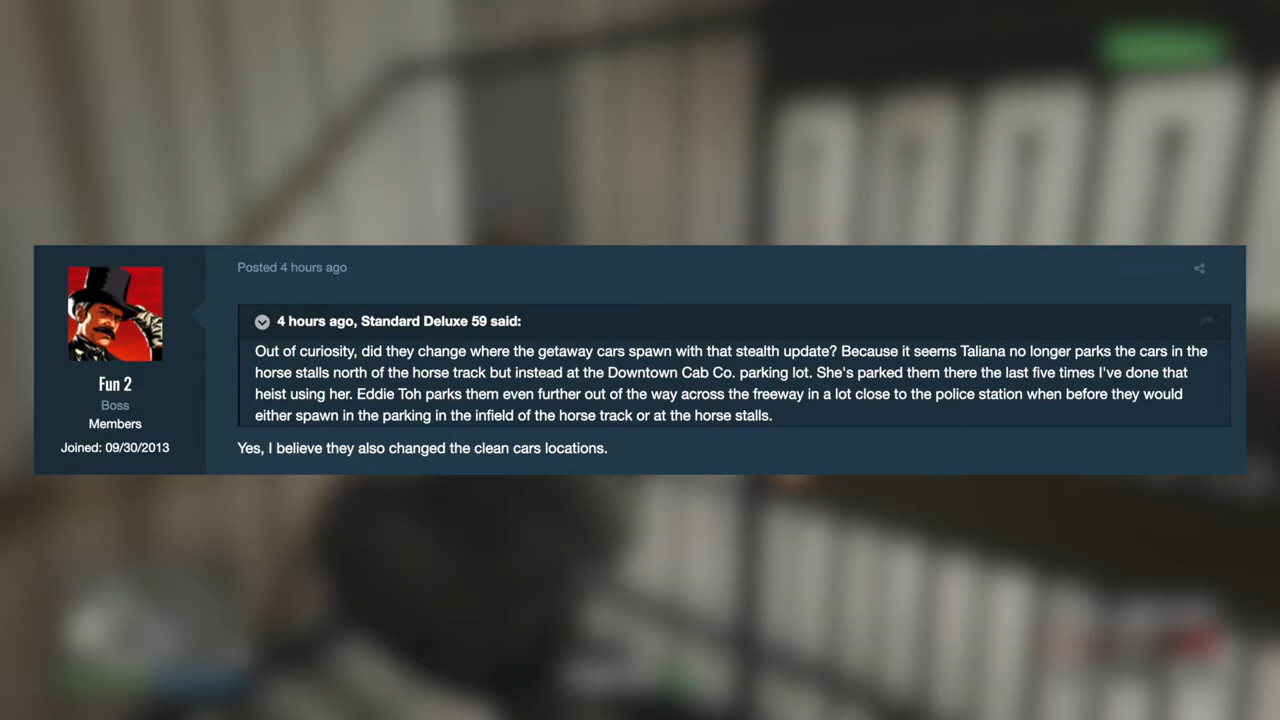 Posted 4 hours ago
4 hours ago, Standard Deluxe 59 said:
Out of curiosity, did they change where the getaway cars spawn with that stealth update? Because it seems Taliana no longer parks the cars in the
horse stalls north of the horse track but instead at the Downtown Cab Co. parking lot. She's parked them there the last five times I've done that
heist using her. Eddie Toh parks them even further out of the way across the freeway in a lot close to the police station when before they would
either spawn in the parking in the infield of the horse track or at the horse stalls.
Yes, I believe they also changed the clean cars locations.
Fun 2
Boss
Members
Joined: 09/30/2013